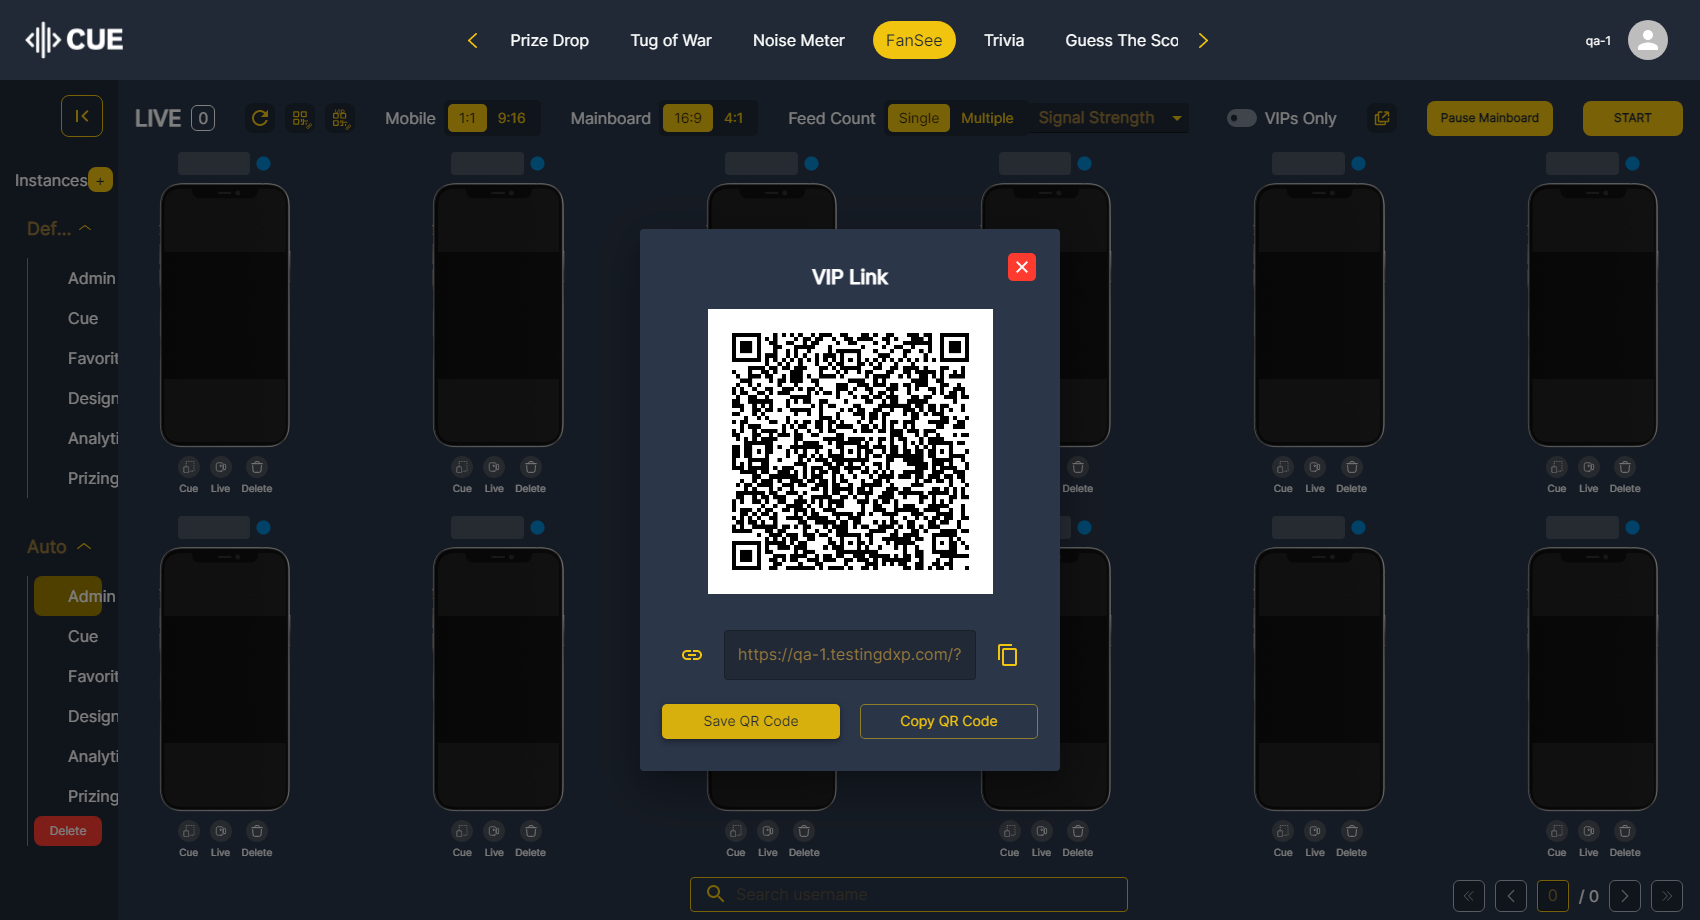 CUE
Prize Drop
Tug of War
Noise Meter
FanSee
Trivia
Guess The Sco
qa-1
LIVE 0
Mobile 1:1 9:16
Mainboard 16:9 4:1
Feed Count Single Multiple
Signal Strength
VIPs Only
Pause Mainboard
START
Instances +
Def...
Admin
Cue
Favorit
Design
Analyti
Prizing
Auto
Admin
Cue
Favorit
Design
Analyti
Prizing
Delete
VIP Link
https://qa-1.testingdxp.com/?
Save QR Code
Copy QR Code
Cue Live Delete
Cue Live Delete
Delete
Cue Live Delete
Cue Live Delete
Cue Live Delete
Cue Live Delete
Cue Live Delete
Cue Live Delete
Cue Live Delete
Cue Live Delete
Search username
0 / 0